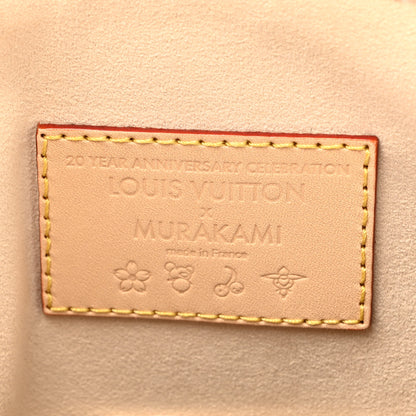 20 YEAR ANNIVERSARY CELEBRATION
LOUIS VUITTON
x
MURAKAMI
made in France